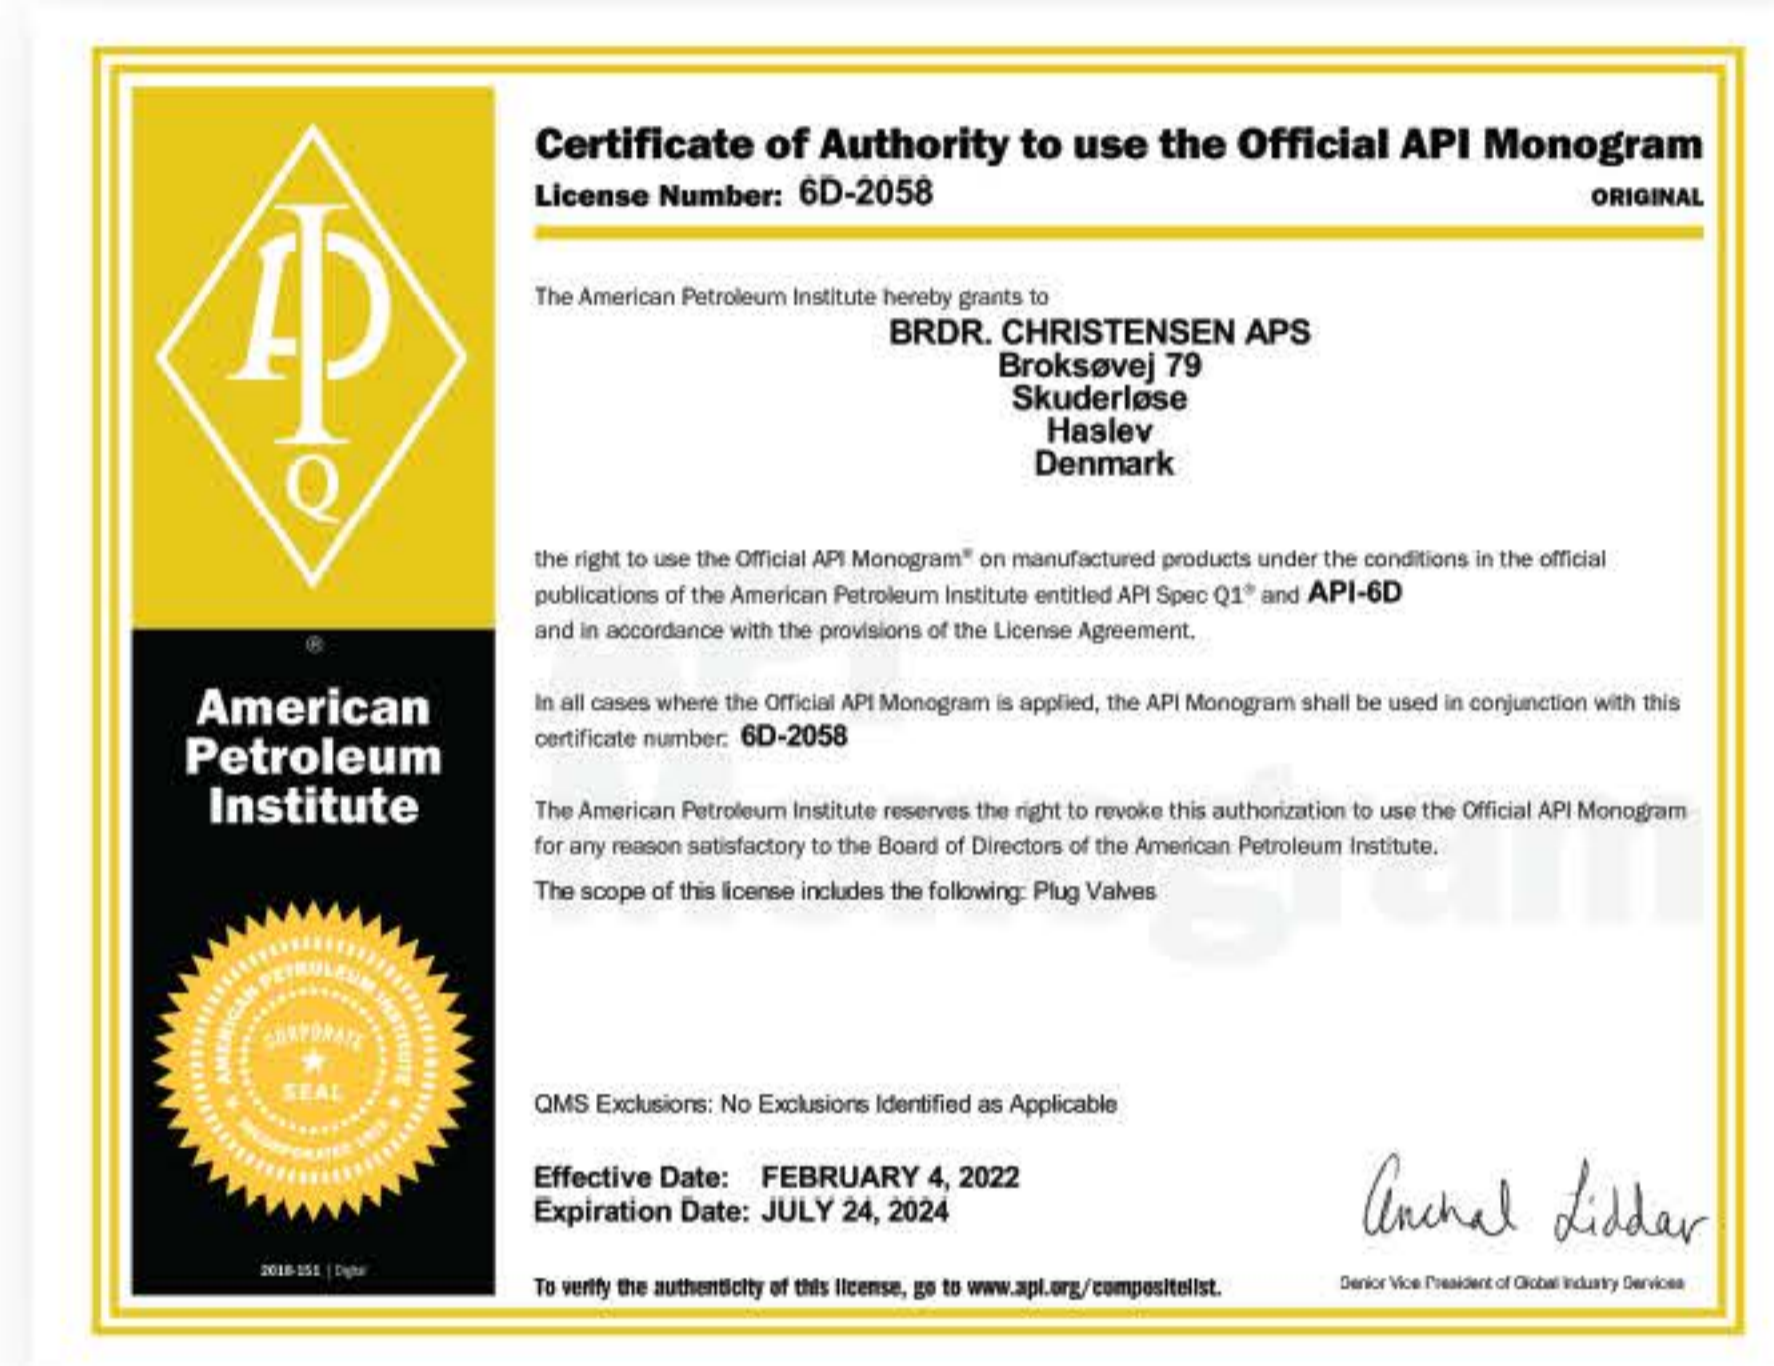 Certificate of Authority to use the Official API Monogram
License Number: 6D-2058
ORIGINAL
The American Petroleum Institute hereby grants to
BRDR. CHRISTENSEN APS
Broksøvej 79
Skuderløse
Haslev
Denmark
the right to use the Official API Monogram® on manufactured products under the conditions in the official
publications of the American Petroleum Institute entitled API Spec Q1® and API-6D
and in accordance with the provisions of the License Agreement.
In all cases where the Official API Monogram is applied, the API Monogram shall be used in conjunction with this
certificate number: 6D-2058
The American Petroleum Institute reserves the right to revoke this authorization to use the Official API Monogram
for any reason satisfactory to the Board of Directors of the American Petroleum Institute.
The scope of this license includes the following: Plug Valves
QMS Exclusions: No Exclusions Identified as Applicable
Effective Date: FEBRUARY 4, 2022
Expiration Date: JULY 24, 2024
To verify the authenticity of this license, go to www.api.org/compositelist.
Anchal Liddar
Senior Vice President of Global Industry Services
API
Q
®
American
Petroleum
Institute
AMERICAN PETROLEUM INSTITUTE
CORPORATE
SEAL
2018-151 | Digital
API
Monogram